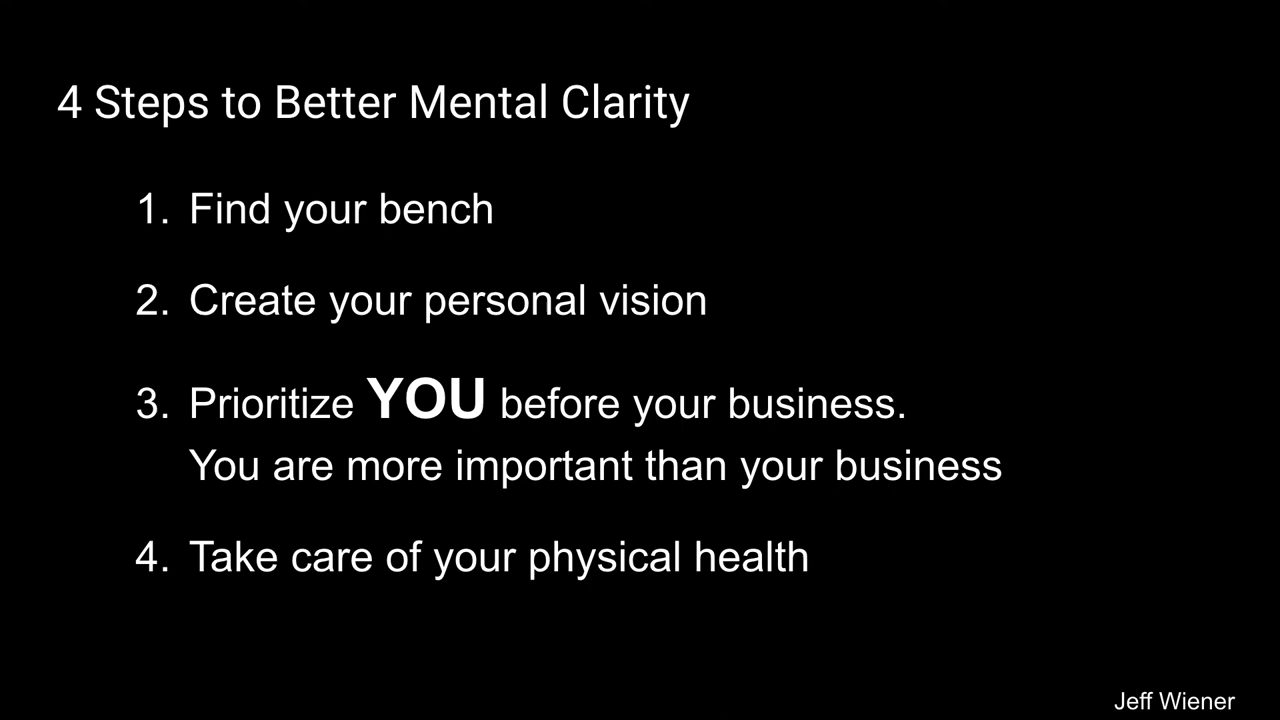 4 Steps to Better Mental Clarity
1. Find your bench
2. Create your personal vision
3. Prioritize YOU before your business.
You are more important than your business
4. Take care of your physical health
Jeff Wiener